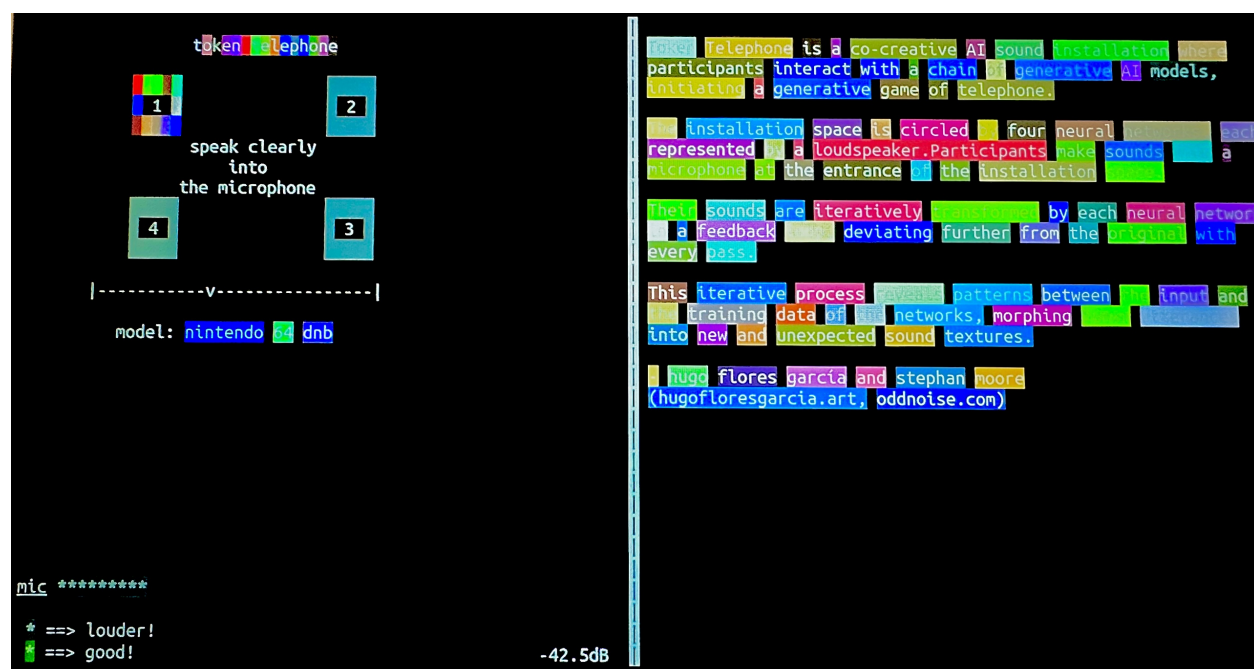 token telephone
1
2
speak clearly
into
the microphone
4
3
|-----------v---------------|
model: nintendo 64 dnb
mic *********
* ==> louder!
* ==> good!
-42.5dB
Token Telephone is a co-creative AI sound installation where
participants interact with a chain of generative AI models,
initiating a generative game of telephone.
The installation space is circled by four neural networks, each
represented by a loudspeaker.Participants make sounds a
microphone at the entrance of the installation space.
Their sounds are iteratively transformed by each neural network
in a feedback loop, deviating further from the original with
every pass.
This iterative process reveals patterns between the input and
the training data of the networks, morphing
into new and unexpected sound textures.
- hugo flores garcía and stephan moore
(hugofloresgarcia.art, oddnoise.com)